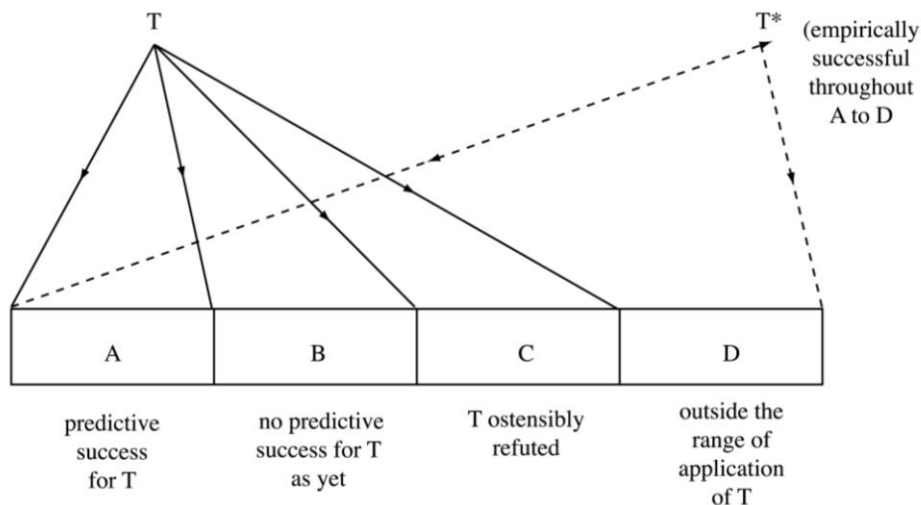 T
T*
(empirically
successful
throughout
A to D
A
B
C
D
predictive
success
for T
no predictive
success for T
as yet
T ostensibly
refuted
outside the
range of
application
of T